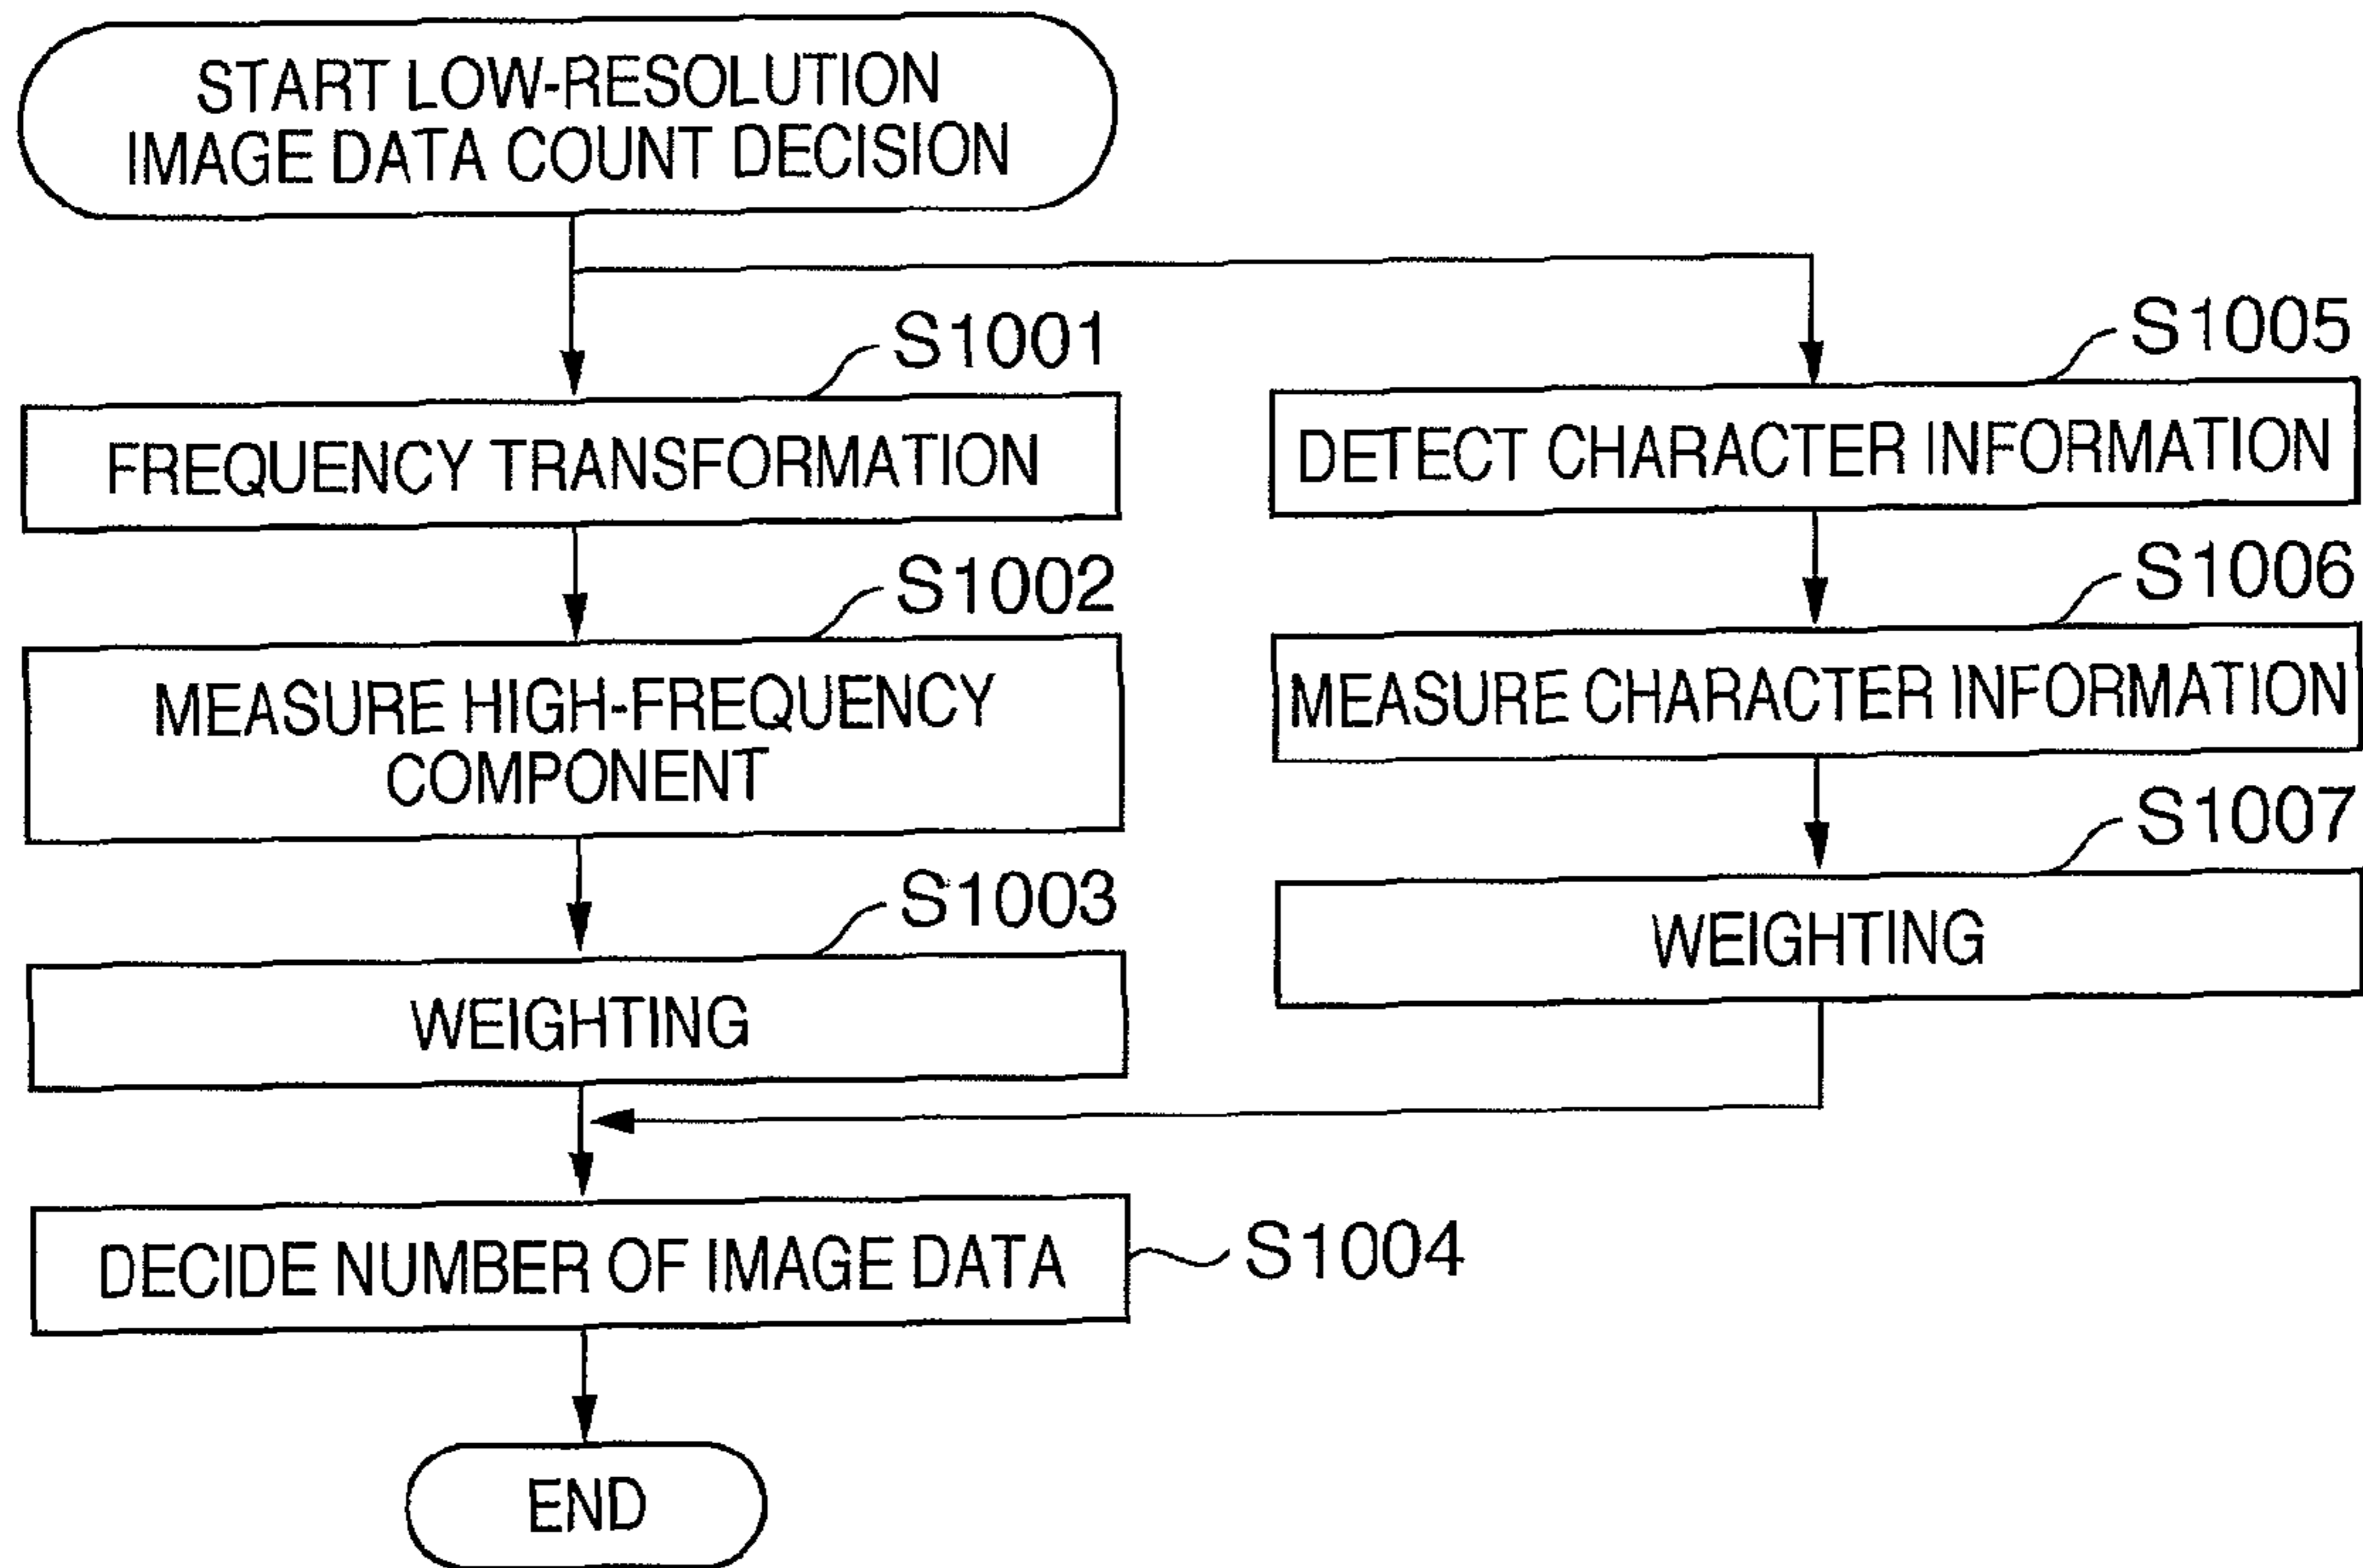 START LOW-RESOLUTION
IMAGE DATA COUNT DECISION
S1001
FREQUENCY TRANSFORMATION
S1002
MEASURE HIGH-FREQUENCY
COMPONENT
S1003
WEIGHTING
S1005
DETECT CHARACTER INFORMATION
S1006
MEASURE CHARACTER INFORMATION
S1007
WEIGHTING
DECIDE NUMBER OF IMAGE DATA
S1004
END